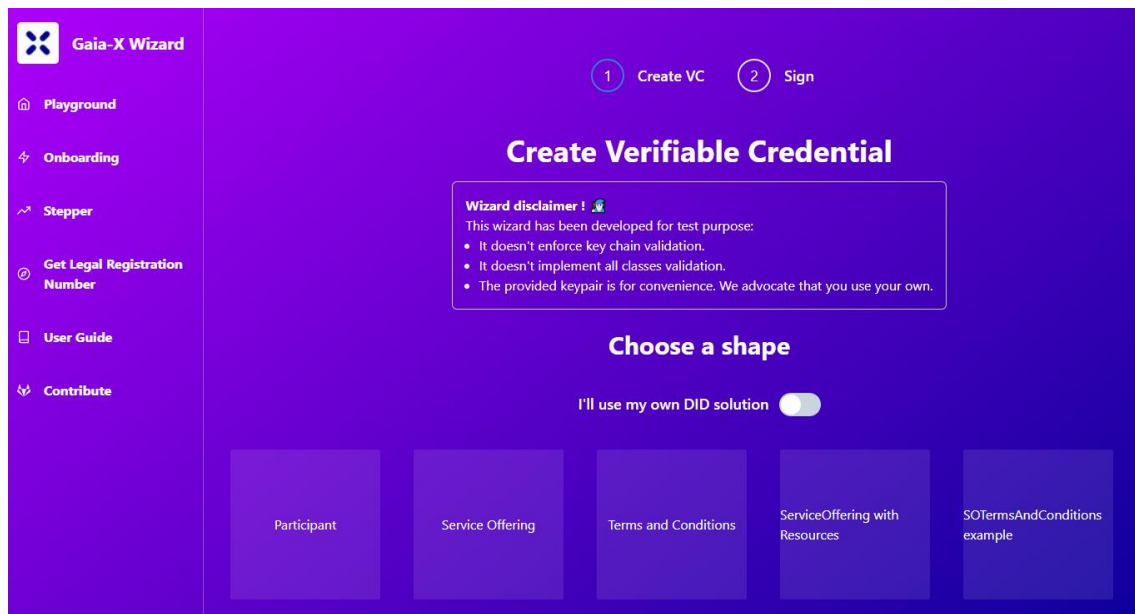 Gaia-X Wizard
Playground
Onboarding
Stepper
Get Legal Registration
Number
User Guide
Contribute
1 Create VC 2 Sign
Create Verifiable Credential
Wizard disclaimer !
This wizard has been developed for test purpose:
• It doesn't enforce key chain validation.
• It doesn't implement all classes validation.
• The provided keypair is for convenience. We advocate that you use your own.
Choose a shape
I'll use my own DID solution
Participant
Service Offering
Terms and Conditions
ServiceOffering with
Resources
SOTermsAndConditions
example